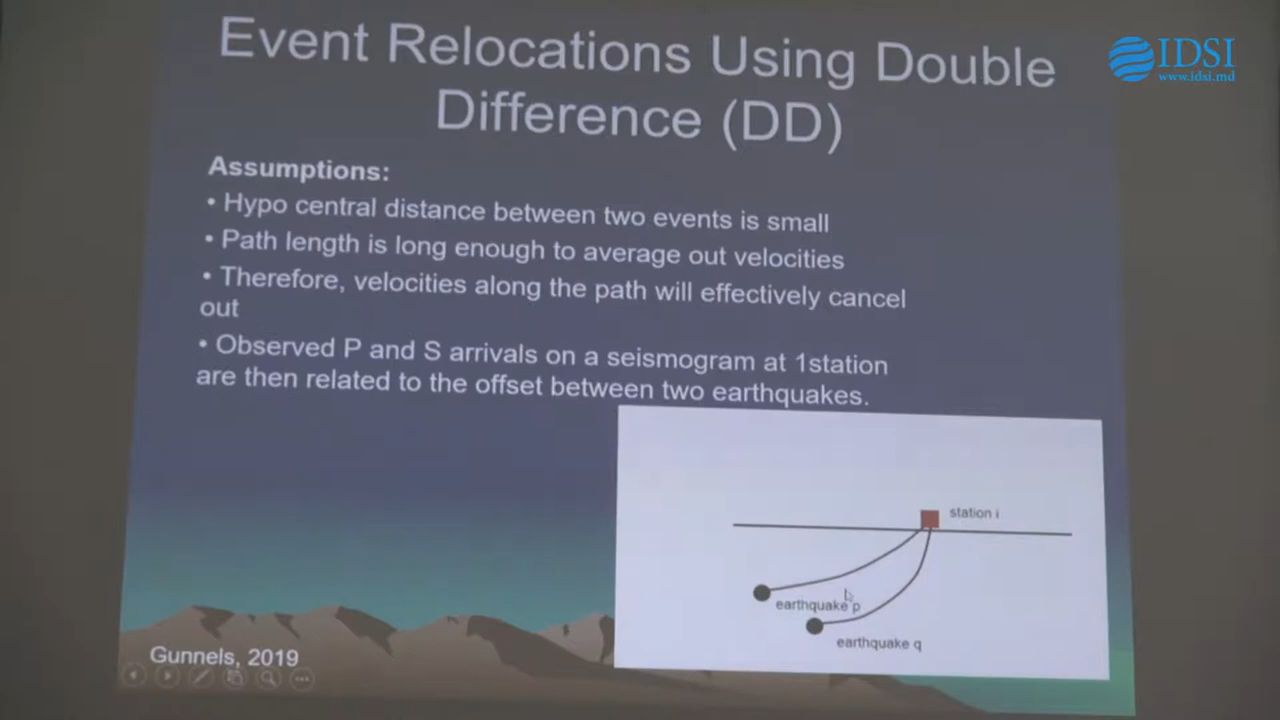 Event Relocations Using Double
Difference (DD)
IDSI
www.idsi.md
Assumptions:
• Hypo central distance between two events is small
• Path length is long enough to average out velocities
• Therefore, velocities along the path will effectively cancel
out
• Observed P and S arrivals on a seismogram at 1station
are then related to the offset between two earthquakes.
station i
earthquake p
earthquake q
Gunnels, 2019